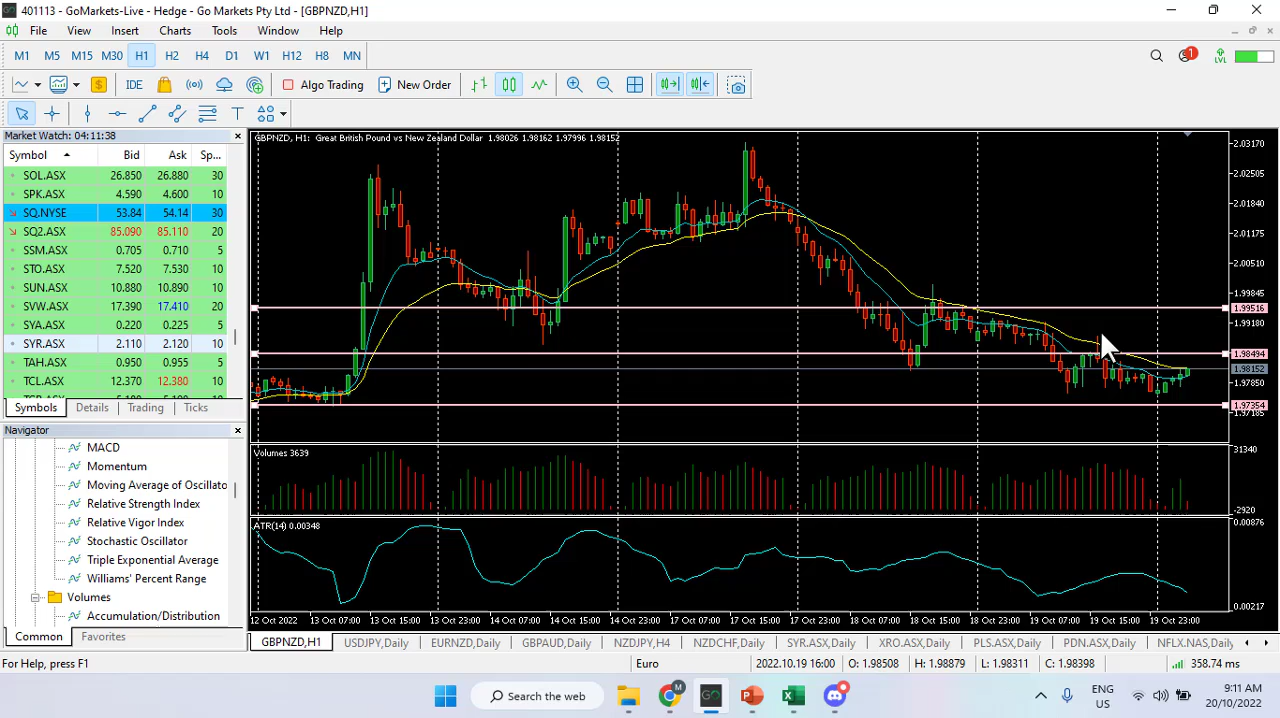 401113 - GoMarkets-Live - Hedge - Go Markets Pty Ltd - [GBPNZD,H1]
File View Insert Charts Tools Window Help
M1 M5 M15 M30 H1 H2 H4 D1 W1 H12 H8 MN
1
LVL
IDE Algo Trading New Order
Market Watch: 04:11:38
Symbol Bid Ask Sp...
SOL.ASX 26.850 26.880 30
SPK.ASX 4.590 4.600 10
SQ.NYSE 53.84 54.14 30
SQ2.ASX 85.090 85.110 20
SSM.ASX 0.705 0.710 5
STO.ASX 7.520 7.530 10
SUN.ASX 10.880 10.890 10
SVW.ASX 17.390 17.410 20
SYA.ASX 0.220 0.225 5
SYR.ASX 2.110 2.120 10
TAH.ASX 0.950 0.955 5
TCL.ASX 12.370 12.380 10
Symbols Details Trading Ticks
Navigator
MACD
Momentum
Moving Average of Oscillato
Relative Strength Index
Relative Vigor Index
Stochastic Oscillator
Triple Exponential Average
Williams' Percent Range
Volumes
Accumulation/Distribution
Common Favorites
GBPNZD, H1: Great British Pound vs New Zealand Dollar 1.98026 1.98162 1.97996 1.98152
2.03170
2.02505
2.01840
2.01175
2.00510
1.99845
1.99516
1.99180
1.98494
1.98152
1.97850
1.97354
1.97185
Volumes 3639
31340
-2920
ATR(14) 0.00348
0.00876
0.00217
12 Oct 2022 13 Oct 07:00 13 Oct 15:00 13 Oct 23:00 14 Oct 07:00 14 Oct 15:00 14 Oct 23:00 17 Oct 07:00 17 Oct 15:00 17 Oct 23:00 18 Oct 07:00 18 Oct 15:00 18 Oct 23:00 19 Oct 07:00 19 Oct 15:00 19 Oct 23:00
GBPNZD,H1 USDJPY,Daily EURNZD,Daily GBPAUD,Daily NZDJPY,H4 NZDCHF,Daily SYR.ASX,Daily XRO.ASX,Daily PLS.ASX,Daily PDN.ASX,Daily NFLX.NAS,Daily
For Help, press F1 Euro 2022.10.19 16:00 O: 1.98508 H: 1.98879 L: 1.98311 C: 1.98398 358.74 ms
Search the web
M
GO
ENG
US
9:11 AM
20/10/2022